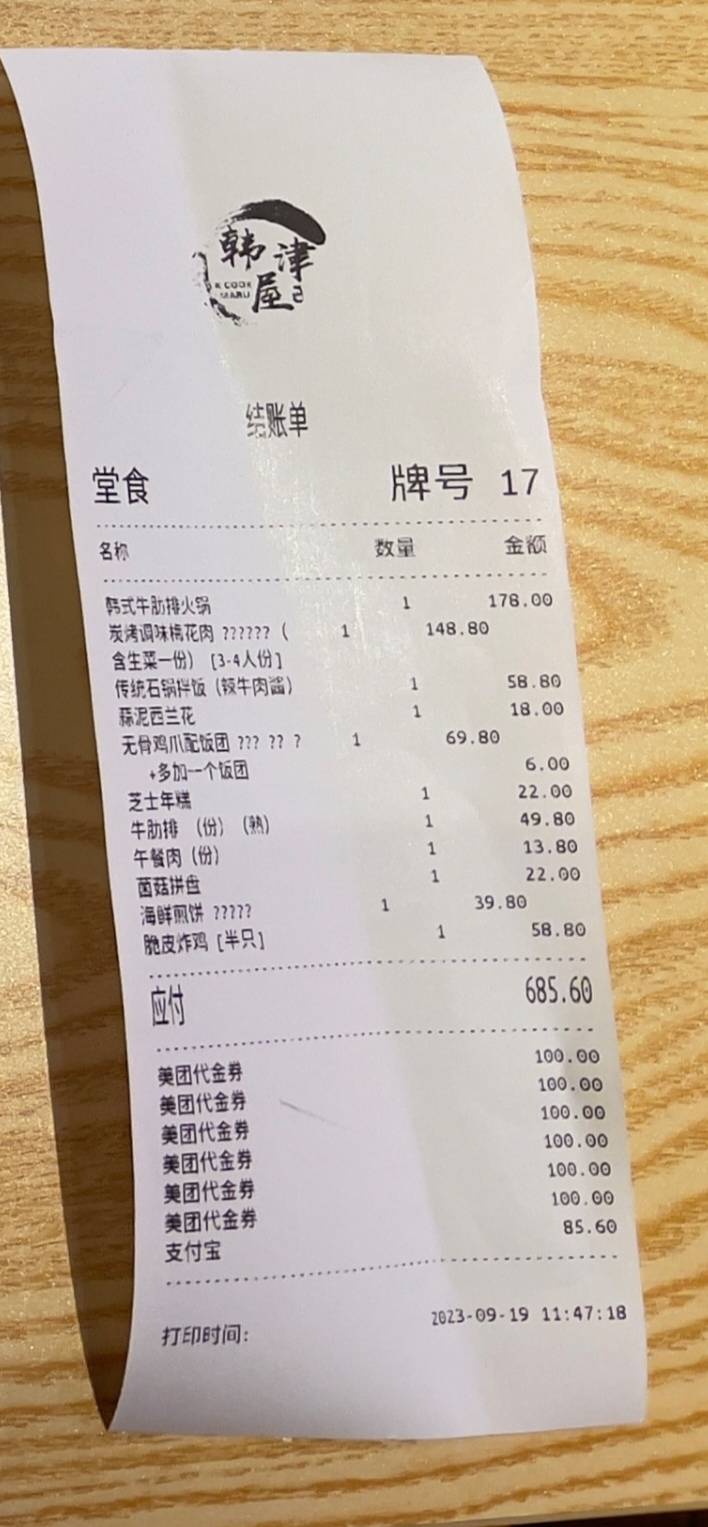 韩津
屋
K COOK
MARU
结账单
堂食 牌号 17
名称 数量 金额
韩式牛肋排火锅 1 178.00
炭烤调味梅花肉 ?????? ( 1 148.80
含生菜一份) [3-4人份]
传统石锅拌饭 (辣牛肉酱) 1 58.80
蒜泥西兰花 1 18.00
无骨鸡爪配饭团 ??? ?? ? 1 69.80
+多加一个饭团 6.00
芝士年糕 1 22.00
牛肋排 (份) (熟) 1 49.80
午餐肉 (份) 1 13.80
菌菇拼盘 1 22.00
海鲜煎饼 ????? 1 39.80
脆皮炸鸡 [半只] 1 58.80
应付 685.60
美团代金券 100.00
美团代金券 100.00
美团代金券 100.00
美团代金券 100.00
美团代金券 100.00
美团代金券 100.00
支付宝 85.60
打印时间: 2023-09-19 11:47:18